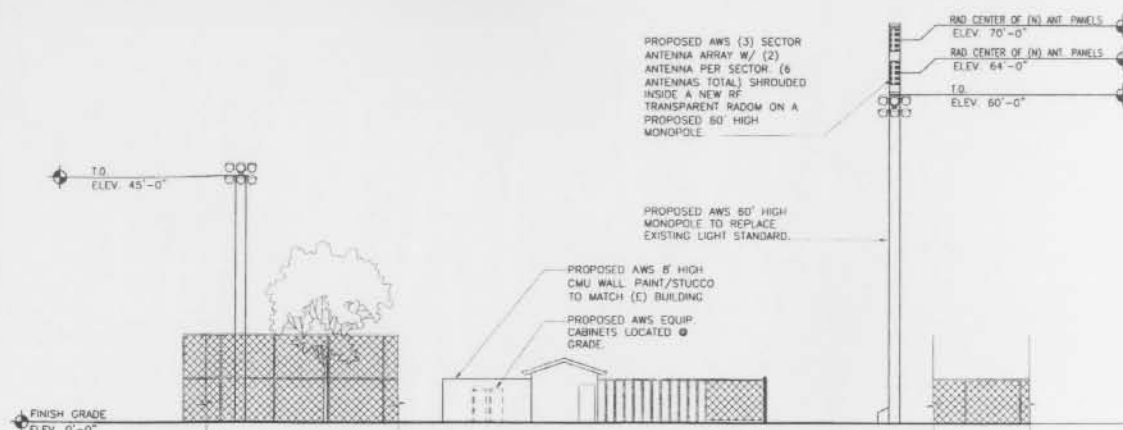 RAD CENTER OF (N) ANT. PANELS
ELEV. 70'-0"
RAD CENTER OF (N) ANT. PANELS
ELEV. 64'-0"
T.O.
ELEV. 60'-0"
PROPOSED AWS (3) SECTOR
ANTENNA ARRAY W/ (2)
ANTENNA PER SECTOR. (6
ANTENNAS TOTAL) SHROUDED
INSIDE A NEW RF
TRANSPARENT RADOM ON A
PROPOSED 60' HIGH
MONOPOLE.
T.O.
ELEV. 45'-0"
PROPOSED AWS 60' HIGH
MONOPOLE TO REPLACE
EXISTING LIGHT STANDARD.
PROPOSED AWS 8' HIGH
CMU WALL. PAINT/STUCCO
TO MATCH (E) BUILDING
PROPOSED AWS EQUIP.
CABINETS LOCATED @
GRADE.
FINISH GRADE
ELEV. 0'-0"